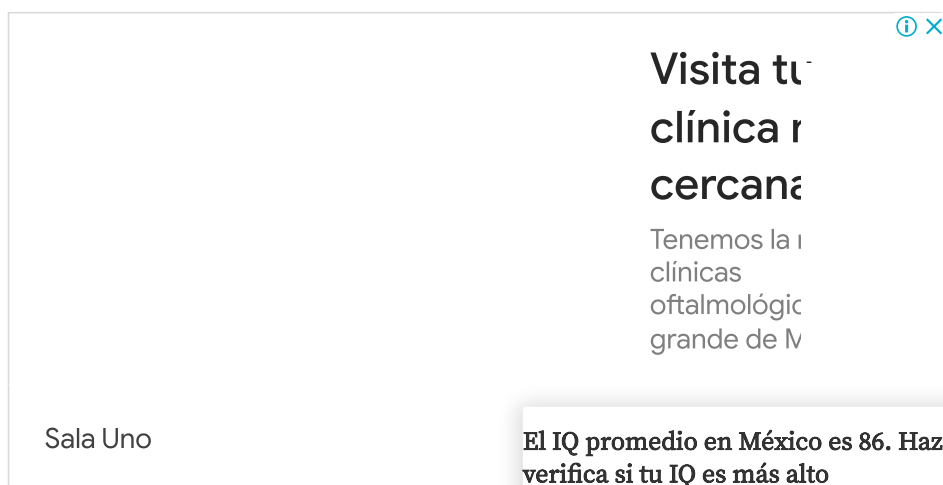 Visita tu
clínica
cercana
Tenemos la
clínicas
grande de
Sala Uno
El IQ promedio en México es 86. Haz
verifica si tu IQ es más alto